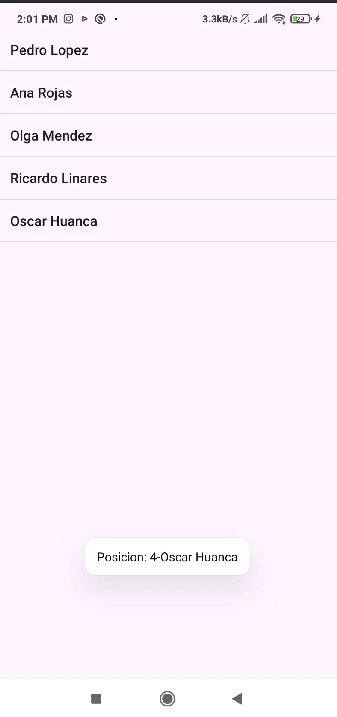 2:01 PM
3.3kB/s
29
Pedro Lopez
Ana Rojas
Olga Mendez
Ricardo Linares
Oscar Huanca
Posicion: 4-Oscar Huanca